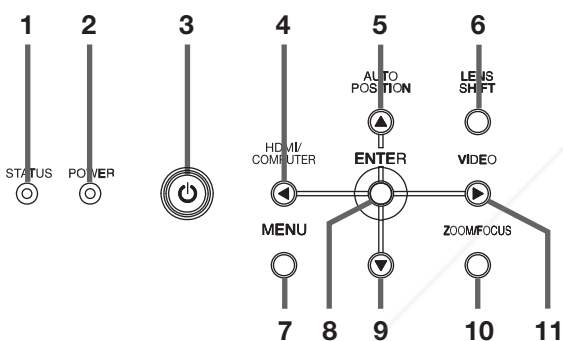 1 2 3 4 5 6
AUTO
POSITION
LENS
SHIFT
HDMI/
COMPUTER
ENTER
VIDEO
STATUS
POWER
MENU
ZOOM/FOCUS
7 8 9 10 11